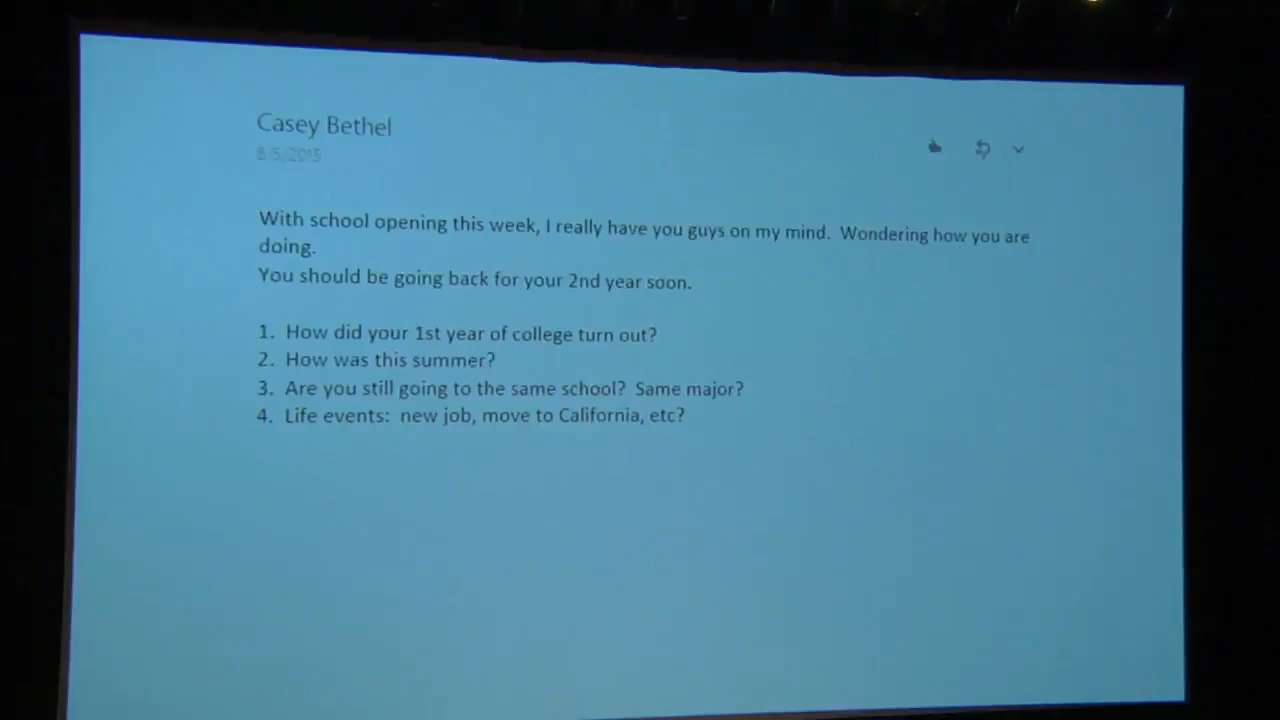 Casey Bethel
8/5/2015
With school opening this week, I really have you guys on my mind.  Wondering how you are
doing.
You should be going back for your 2nd year soon.
1.  How did your 1st year of college turn out?
2.  How was this summer?
3.  Are you still going to the same school?  Same major?
4.  Life events:  new job, move to California, etc?